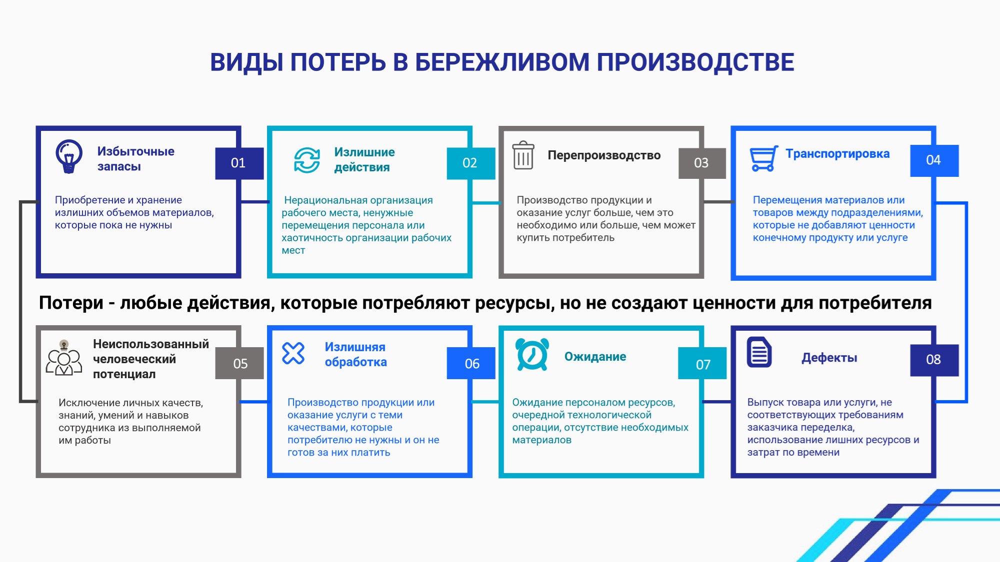 ВИДЫ ПОТЕРЬ В БЕРЕЖЛИВОМ ПРОИЗВОДСТВЕ
Избыточные
запасы
01
Приобретение и хранение
излишних объемов материалов,
которые пока не нужны
Излишние
действия
02
Нерациональная организация
рабочего места, ненужные
перемещения персонала или
хаотичность организации рабочих
мест
Перепроизводство
03
Производство продукции и
оказание услуг больше, чем это
необходимо или больше, чем может
купить потребитель
Транспортировка
04
Перемещения материалов или
товаров между подразделениями,
которые не добавляют ценности
конечному продукту или услуге
Потери - любые действия, которые потребляют ресурсы, но не создают ценности для потребителя
Неиспользованный
человеческий
потенциал
05
Исключение личных качеств,
знаний, умений и навыков
сотрудника из выполняемой
им работы
Излишняя
обработка
06
Производство продукции или
оказание услуги с теми
качествами, которые
потребителю не нужны и он не
готов за них платить
Ожидание
07
Ожидание персоналом ресурсов,
очередной технологической
операции, отсутствие необходимых
материалов
Дефекты
08
Выпуск товара или услуги, не
соответствующих требованиям
заказчика переделка,
использование лишних ресурсов и
затрат по времени